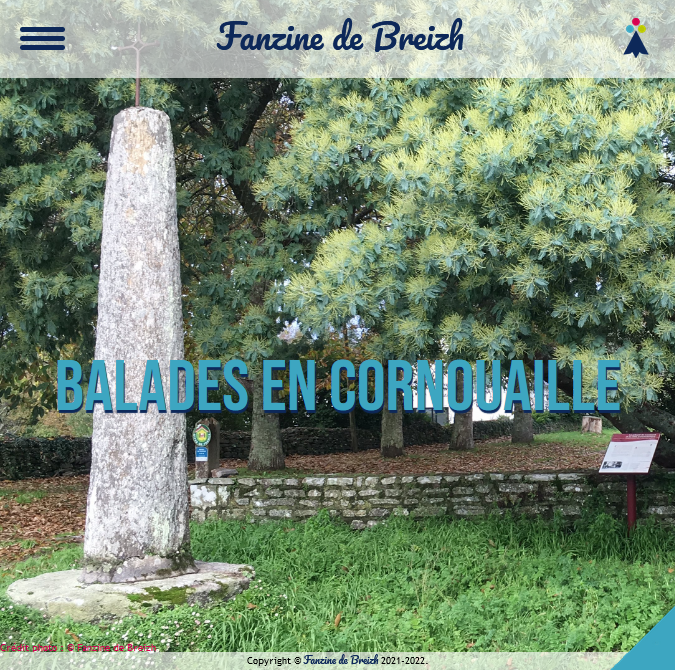 Fanzine de Breizh
BALADES EN CORNOUAILLE
Crédit photo : © Fanzine de Breizh
Copyright © Fanzine de Breizh 2021-2022.